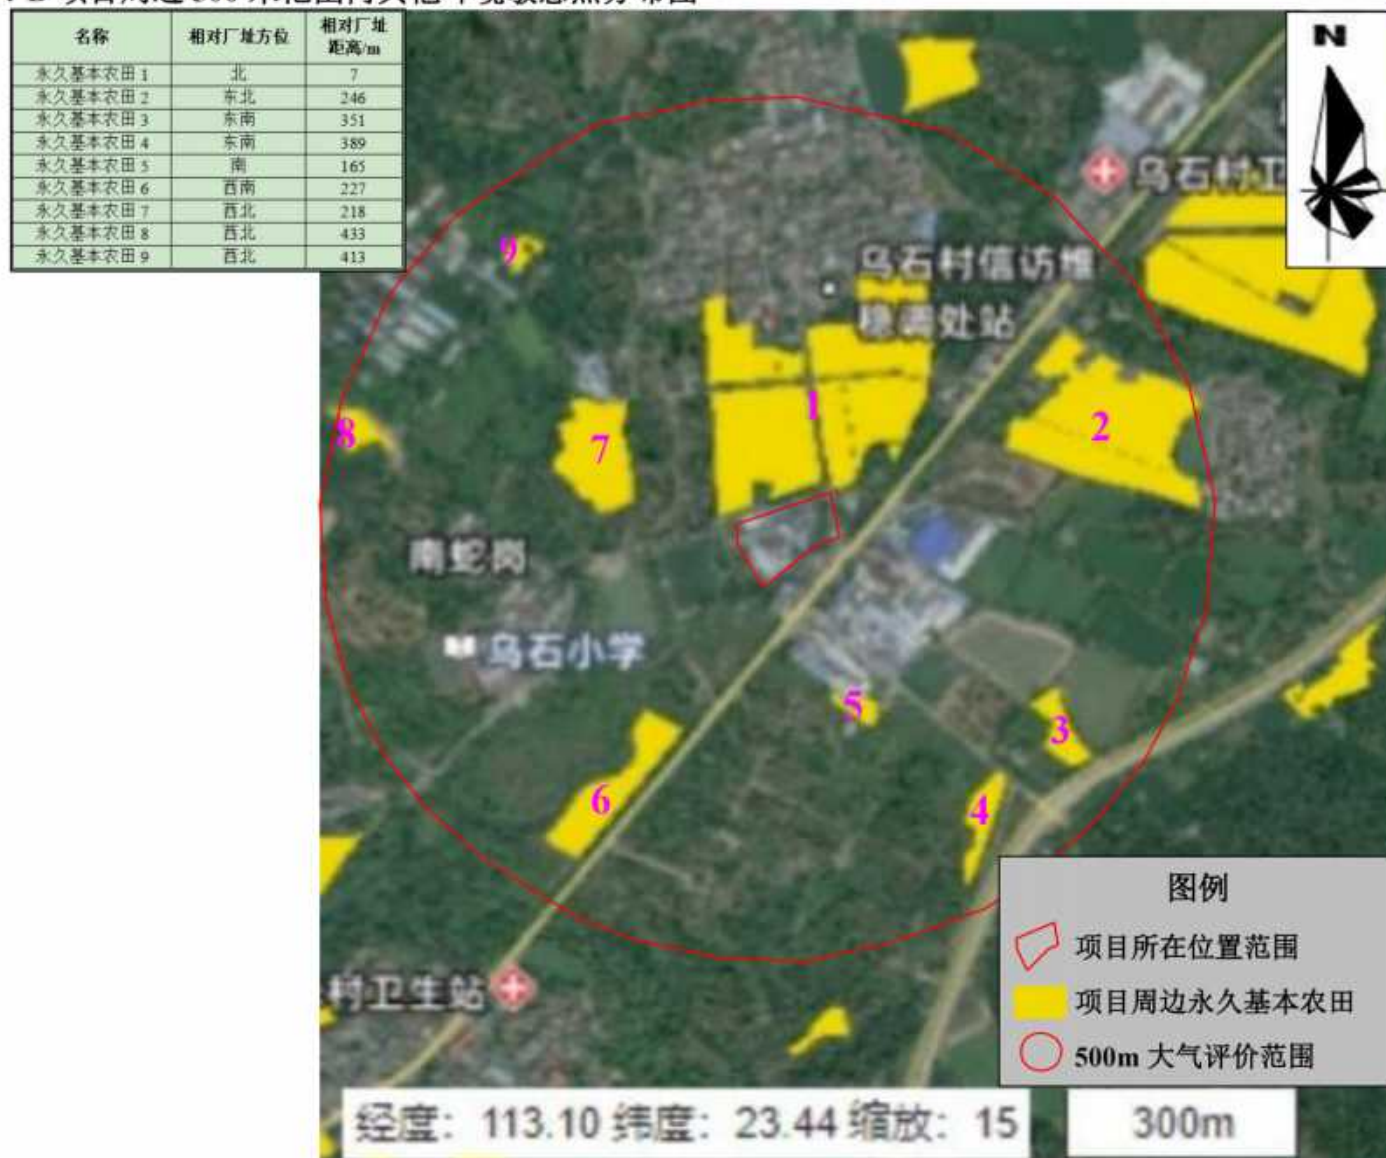 名称 相对厂址方位 相对厂址距离/m
永久基本农田 1 北 7
永久基本农田 2 东北 246
永久基本农田 3 东南 351
永久基本农田 4 东南 389
永久基本农田 5 南 165
永久基本农田 6 西南 227
永久基本农田 7 西北 218
永久基本农田 8 西北 433
永久基本农田 9 西北 413
N
乌石村卫
9
乌石村信访维
稳调处站
1
2
8
7
南蛇岗
乌石小学
5
3
6
4
村卫生站
图例
项目所在位置范围
项目周边永久基本农田
500m 大气评价范围
经度：113.10 纬度：23.44 缩放：15
300m